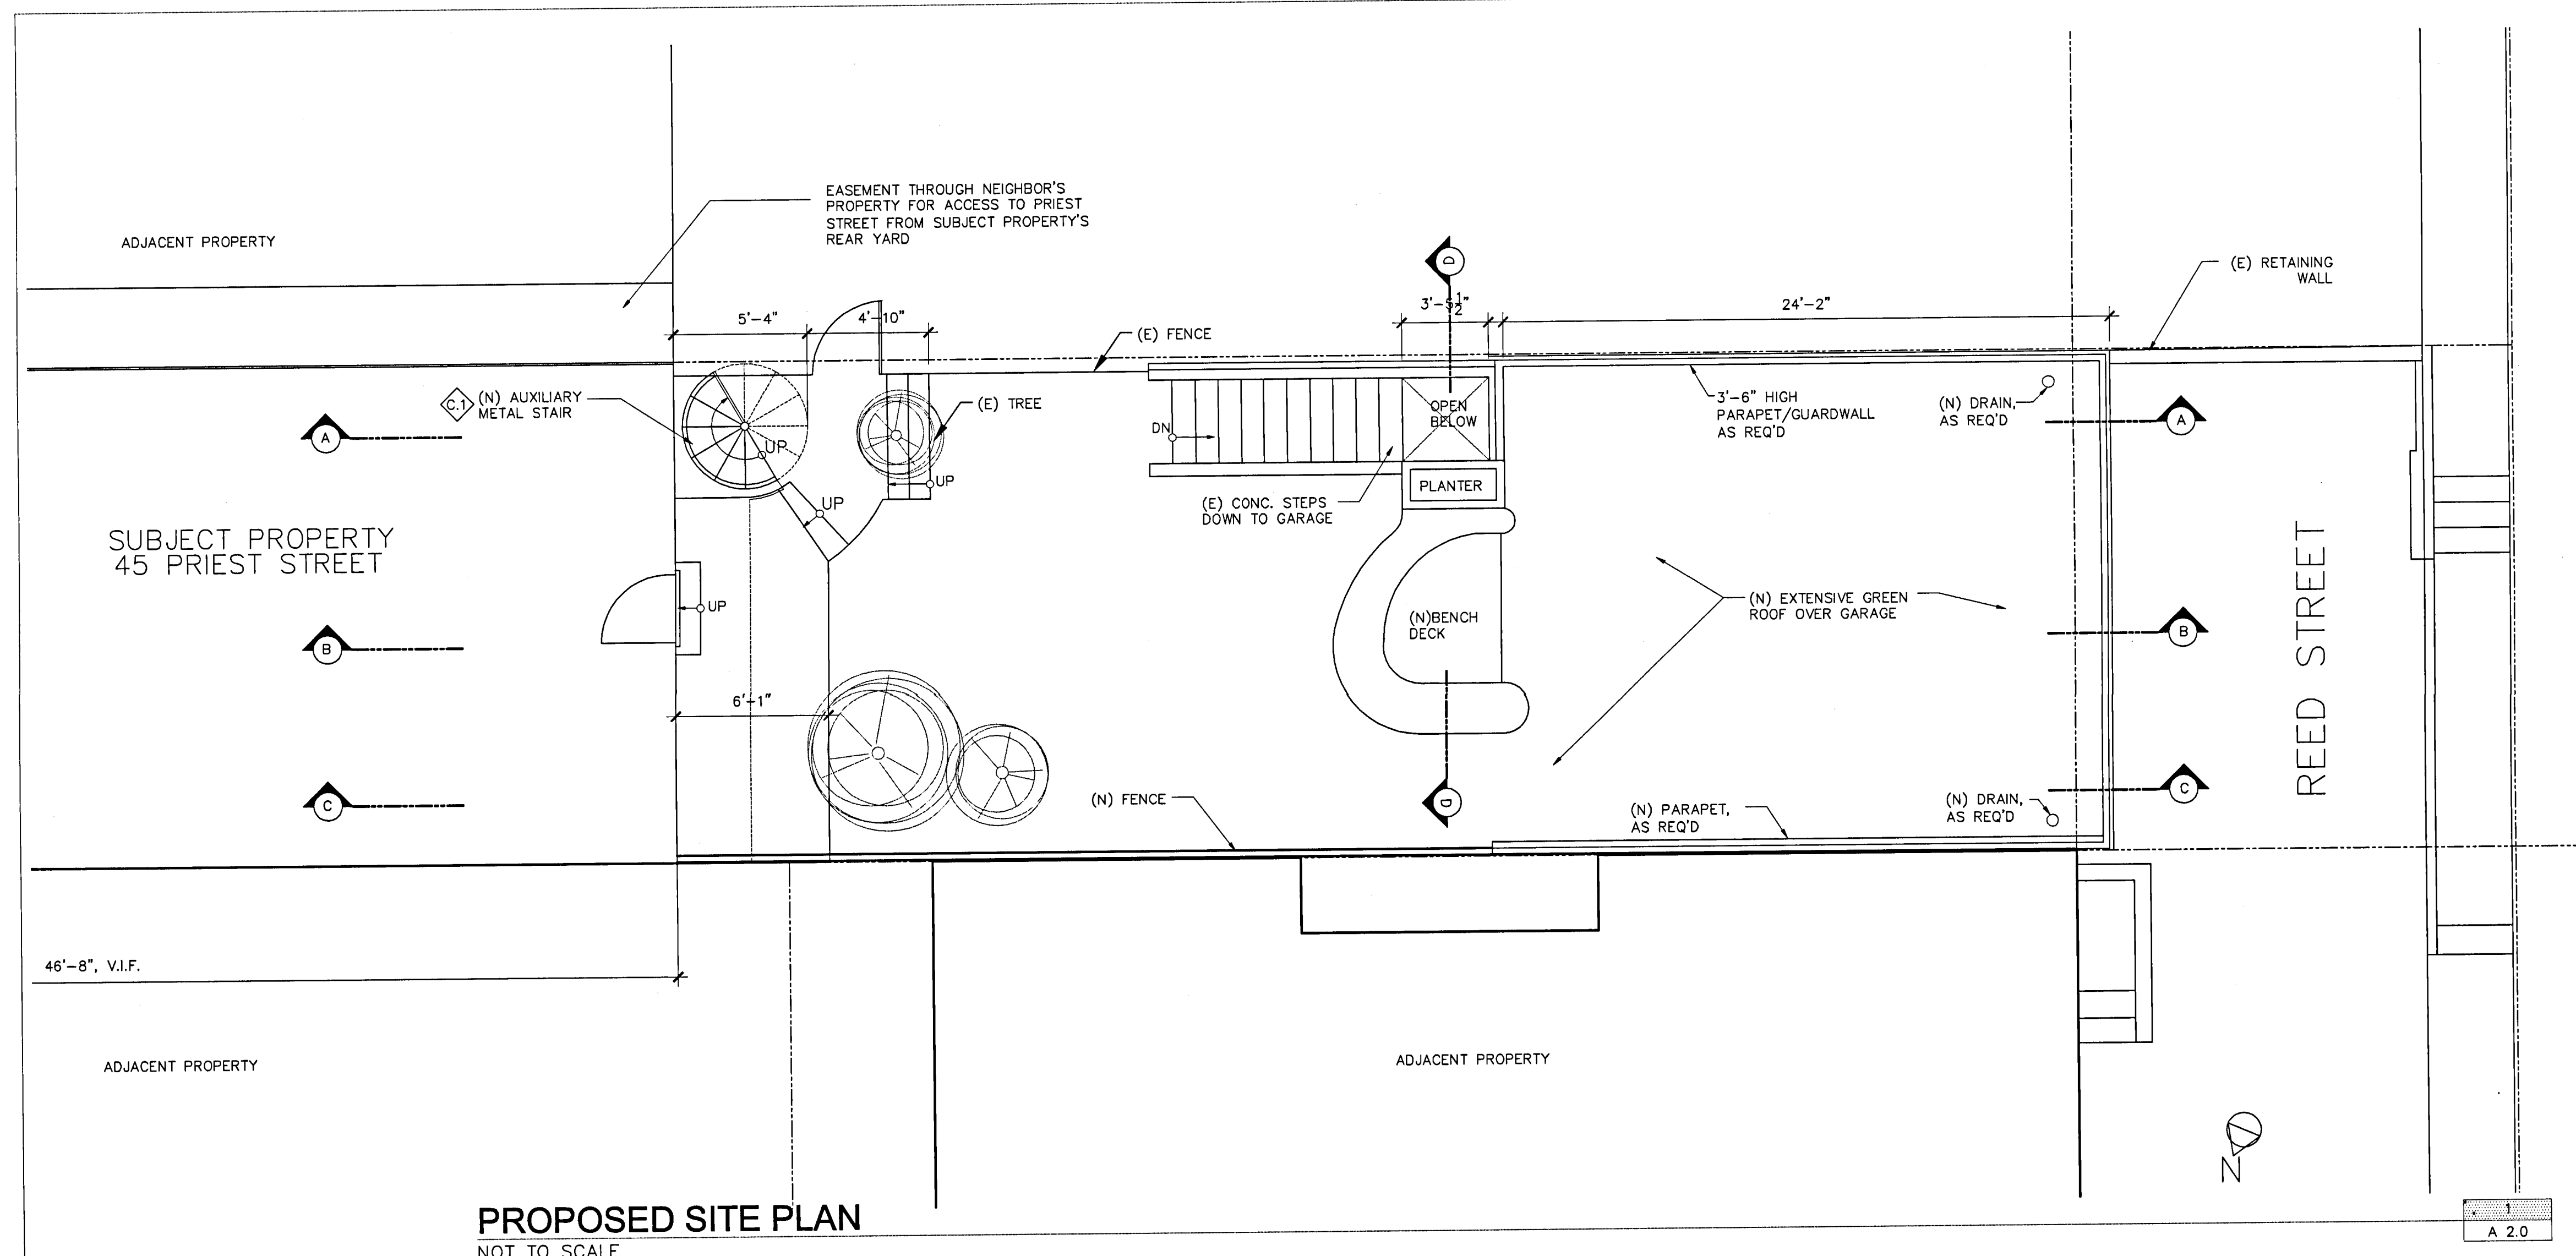 EASEMENT THROUGH NEIGHBOR'S
PROPERTY FOR ACCESS TO PRIEST
STREET FROM SUBJECT PROPERTY'S
REAR YARD
ADJACENT PROPERTY
D
(E) RETAINING
WALL
5'-4"
4'-10"
3'-5 1/2"
24'-2"
(E) FENCE
C.1
(N) AUXILIARY
METAL STAIR
(E) TREE
OPEN
BELOW
3'-6" HIGH
PARAPET/GUARDWALL
AS REQ'D
(N) DRAIN,
AS REQ'D
A
A
DN
UP
UP
UP
PLANTER
(E) CONC. STEPS
DOWN TO GARAGE
SUBJECT PROPERTY
45 PRIEST STREET
UP
(N)BENCH
DECK
(N) EXTENSIVE GREEN
ROOF OVER GARAGE
B
B
REED STREET
6'-1"
C
C
D
(N) FENCE
(N) PARAPET,
AS REQ'D
(N) DRAIN,
AS REQ'D
46'-8", V.I.F.
ADJACENT PROPERTY
ADJACENT PROPERTY
N
PROPOSED SITE PLAN
NOT TO SCALE
1
A 2.0